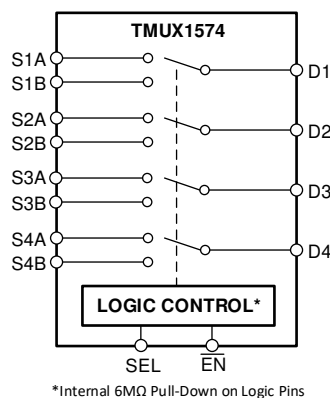 TMUX1574
S1A
S1B
D1
S2A
S2B
D2
S3A
S3B
D3
S4A
S4B
D4
LOGIC CONTROL*
SEL
EN
*Internal 6MΩ Pull-Down on Logic Pins